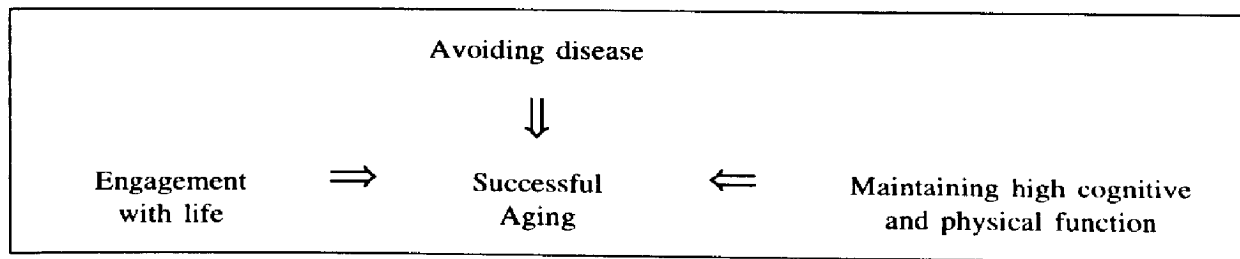 Avoiding disease
⇓
Engagement
with life
⇒
Successful
Aging
⇐
Maintaining high cognitive
and physical function